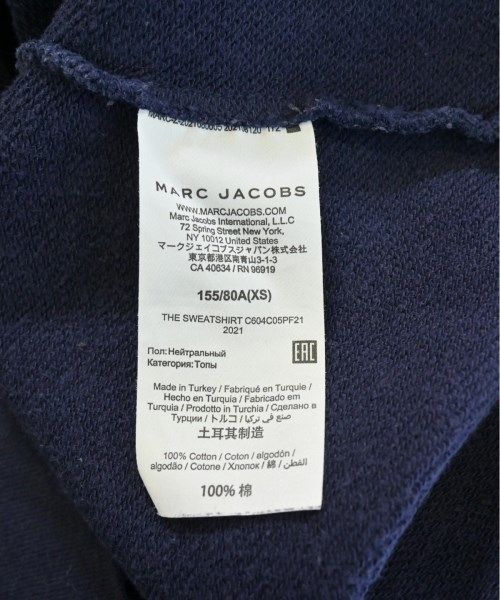 MARC JACOBS
WWW.MARCJACOBS.COM
Marc Jacobs International, L.L.C
72 Spring Street New York,
NY 10012 United States
マークジェイコブスジャパン株式会社
東京都港区南青山3-1-3
CA 40634 / RN 96919
155/80A(XS)
THE SWEATSHIRT C604C05PF21
2021
Пол:Нейтральный
Категория: Топы
EAC
Made in Turkey / Fabriqué en Turquie /
Hecho en Turquia / Fabricado em
Turquia / Prodotto in Turchia / Сделано в
Турции / トルコ / صنع في تركيا
土耳其制造
100% Cotton / Coton / algodón /
algodão / Cotone / Хлопок / 綿 / القطن
100% 棉